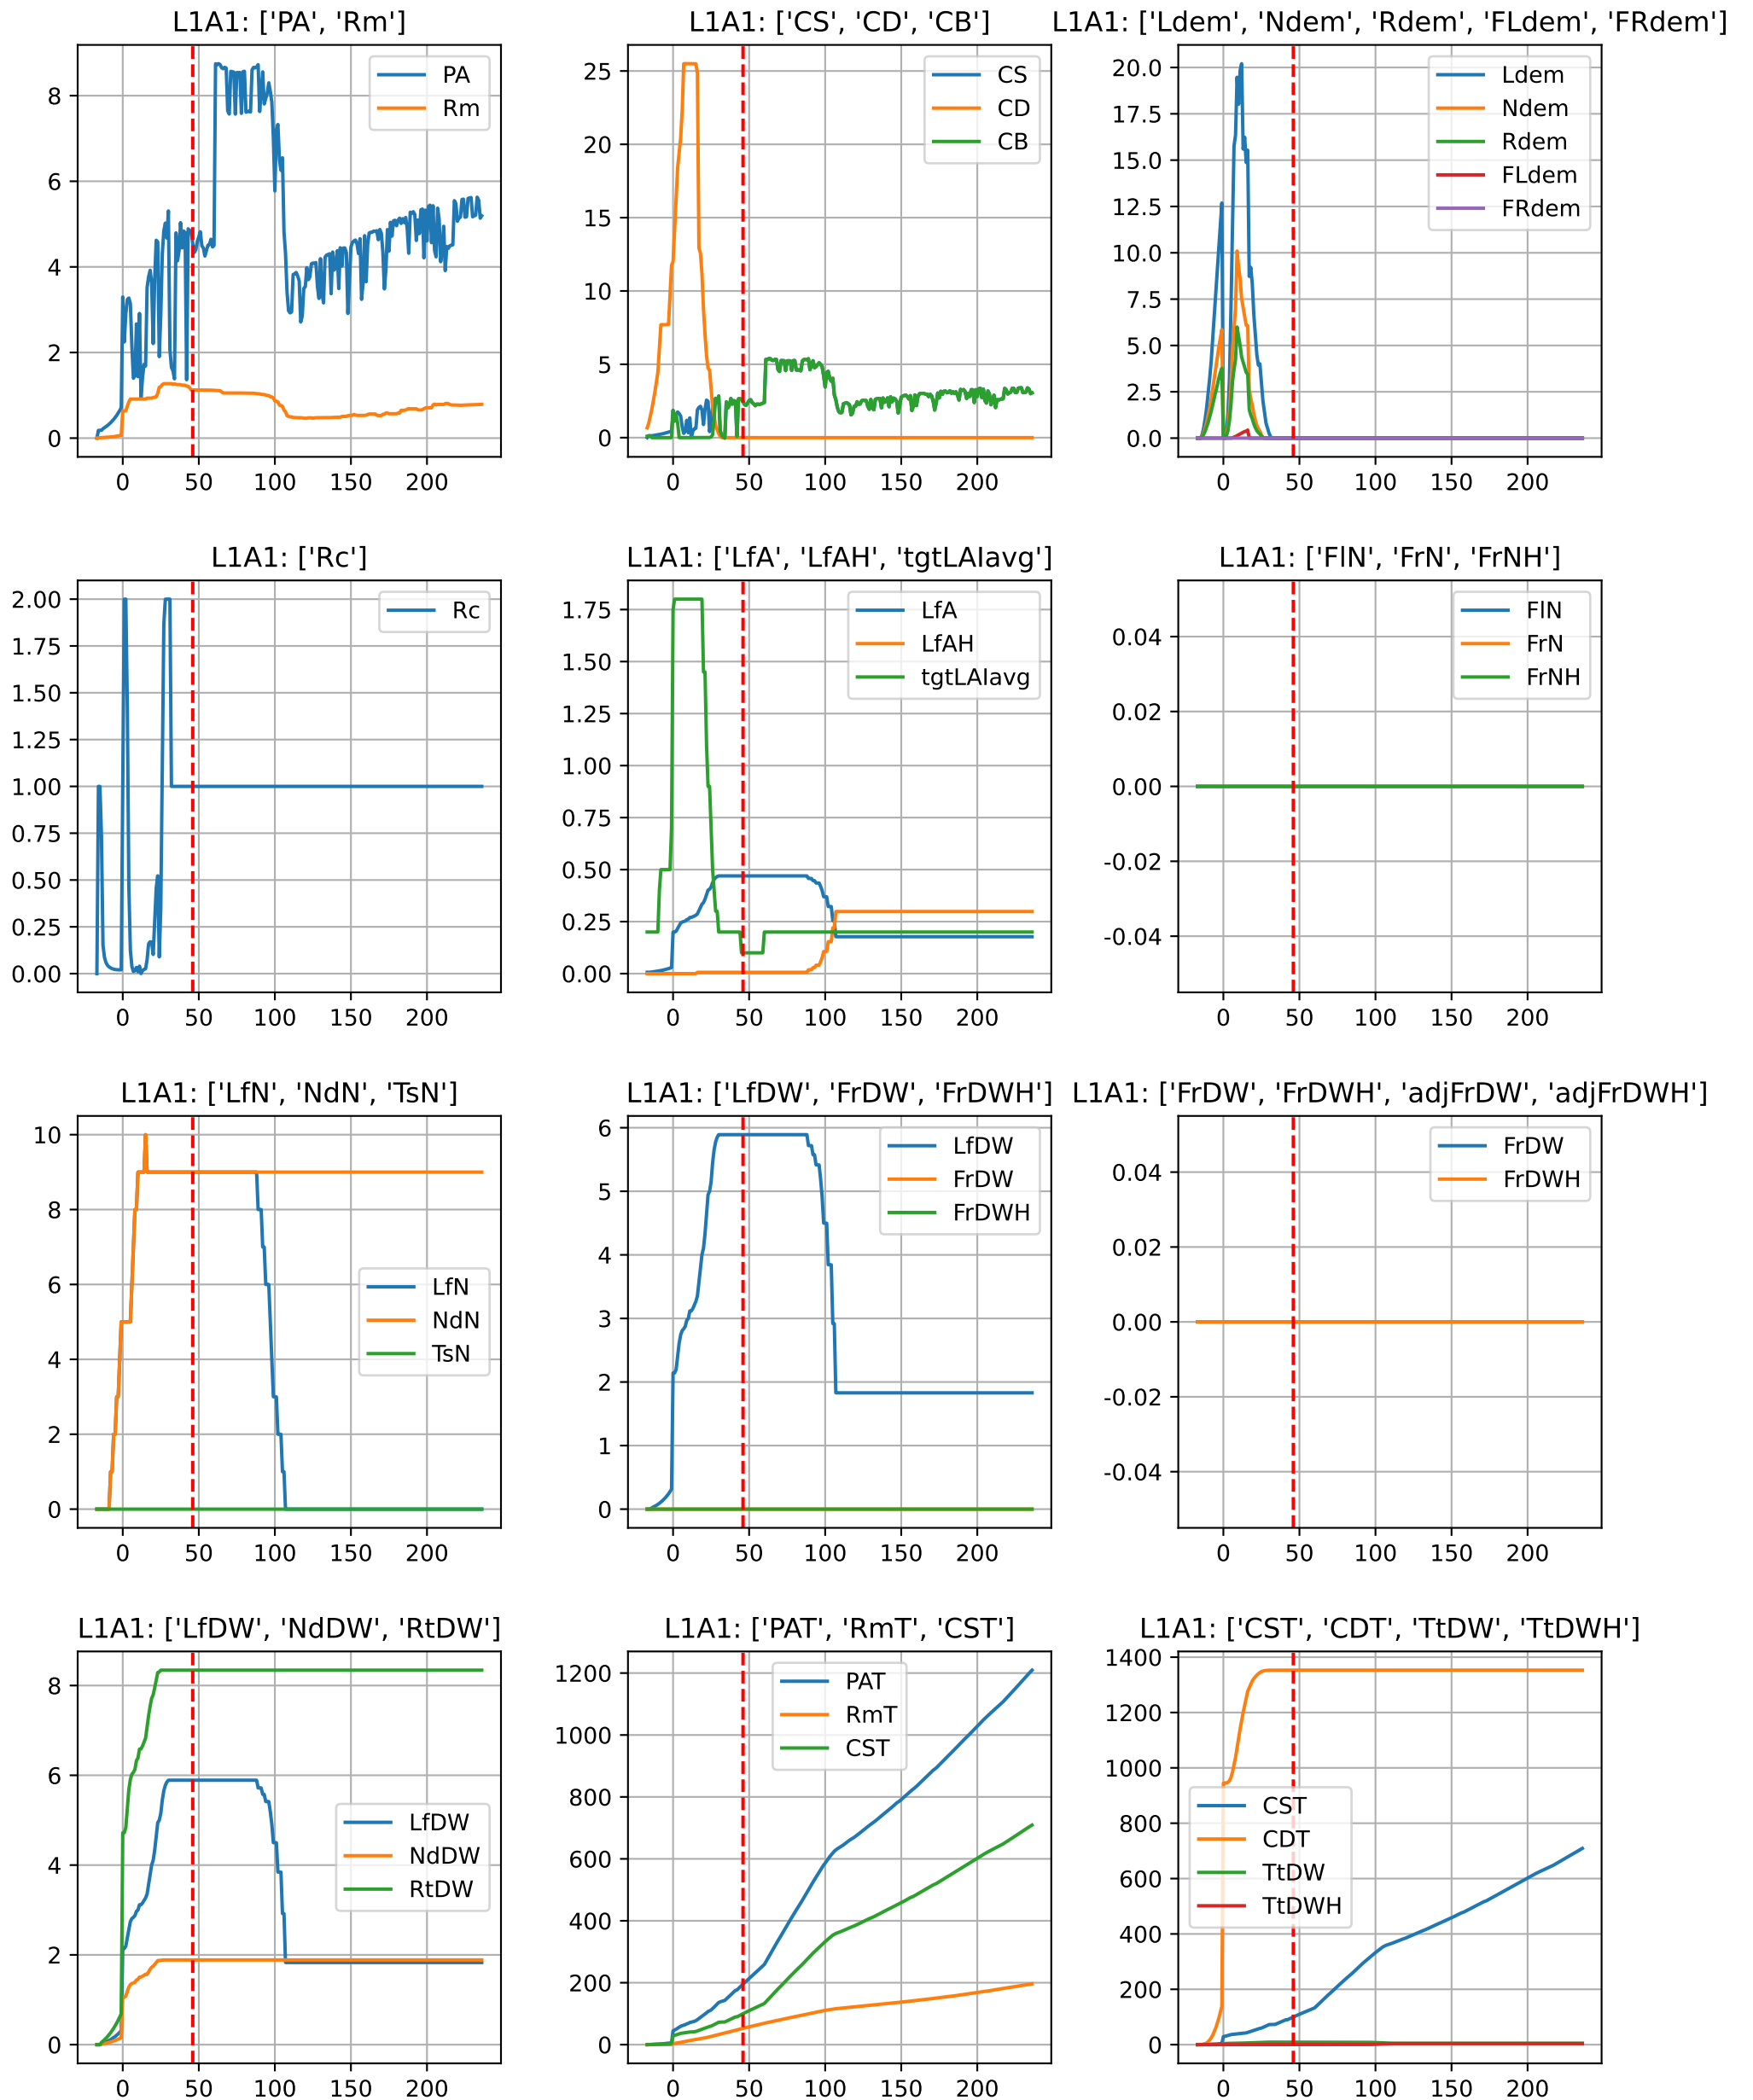 L1A1: ['PA', 'Rm']
L1A1: ['CS', 'CD', 'CB']
L1A1: ['Ldem', 'Ndem', 'Rdem', 'FLdem', 'FRdem']
PA
Rm
8
6
4
2
0
0 50 100 150 200
CS
CD
CB
25
20
15
10
5
0
0 50 100 150 200
Ldem
Ndem
Rdem
FLdem
FRdem
20.0
17.5
15.0
12.5
10.0
7.5
5.0
2.5
0.0
0 50 100 150 200
L1A1: ['Rc']
L1A1: ['LfA', 'LfAH', 'tgtLAIavg']
L1A1: ['FlN', 'FrN', 'FrNH']
Rc
2.00
1.75
1.50
1.25
1.00
0.75
0.50
0.25
0.00
0 50 100 150 200
LfA
LfAH
tgtLAIavg
1.75
1.50
1.25
1.00
0.75
0.50
0.25
0.00
0 50 100 150 200
FlN
FrN
FrNH
0.04
0.02
0.00
-0.02
-0.04
0 50 100 150 200
L1A1: ['LfN', 'NdN', 'TsN']
L1A1: ['LfDW', 'FrDW', 'FrDWH']
L1A1: ['FrDW', 'FrDWH', 'adjFrDW', 'adjFrDWH']
10
8
6
4
2
0
LfN
NdN
TsN
0 50 100 150 200
LfDW
FrDW
FrDWH
6
5
4
3
2
1
0
0 50 100 150 200
FrDW
FrDWH
0.04
0.02
0.00
-0.02
-0.04
0 50 100 150 200
L1A1: ['LfDW', 'NdDW', 'RtDW']
L1A1: ['PAT', 'RmT', 'CST']
L1A1: ['CST', 'CDT', 'TtDW', 'TtDWH']
8
6
4
2
0
LfDW
NdDW
RtDW
0 50 100 150 200
PAT
RmT
CST
1200
1000
800
600
400
200
0
0 50 100 150 200
1400
1200
1000
800
600
400
200
0
CST
CDT
TtDW
TtDWH
0 50 100 150 200